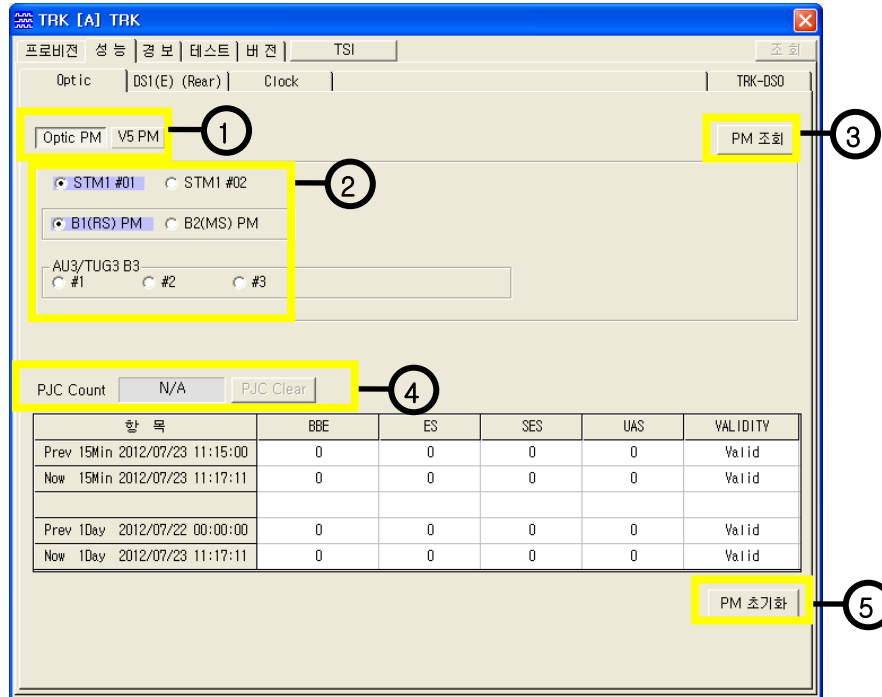 TRK [A] TRK
프로비전 성 능 경 보 테스트 버 전 TSI 조 회
Optic DS1(E) (Rear) Clock TRK-DS0
Optic PM V5 PM 1 PM 조회 3
STM1 #01 STM1 #02 2
B1(RS) PM B2(MS) PM
AU3/TUG3 B3
#1 #2 #3
PJC Count N/A PJC Clear 4
항 목 BBE ES SES UAS VALIDITY
Prev 15Min 2012/07/23 11:15:00 0 0 0 0 Valid
Now 15Min 2012/07/23 11:17:11 0 0 0 0 Valid
Prev 1Day 2012/07/22 00:00:00 0 0 0 0 Valid
Now 1Day 2012/07/23 11:17:11 0 0 0 0 Valid
PM 초기화 5